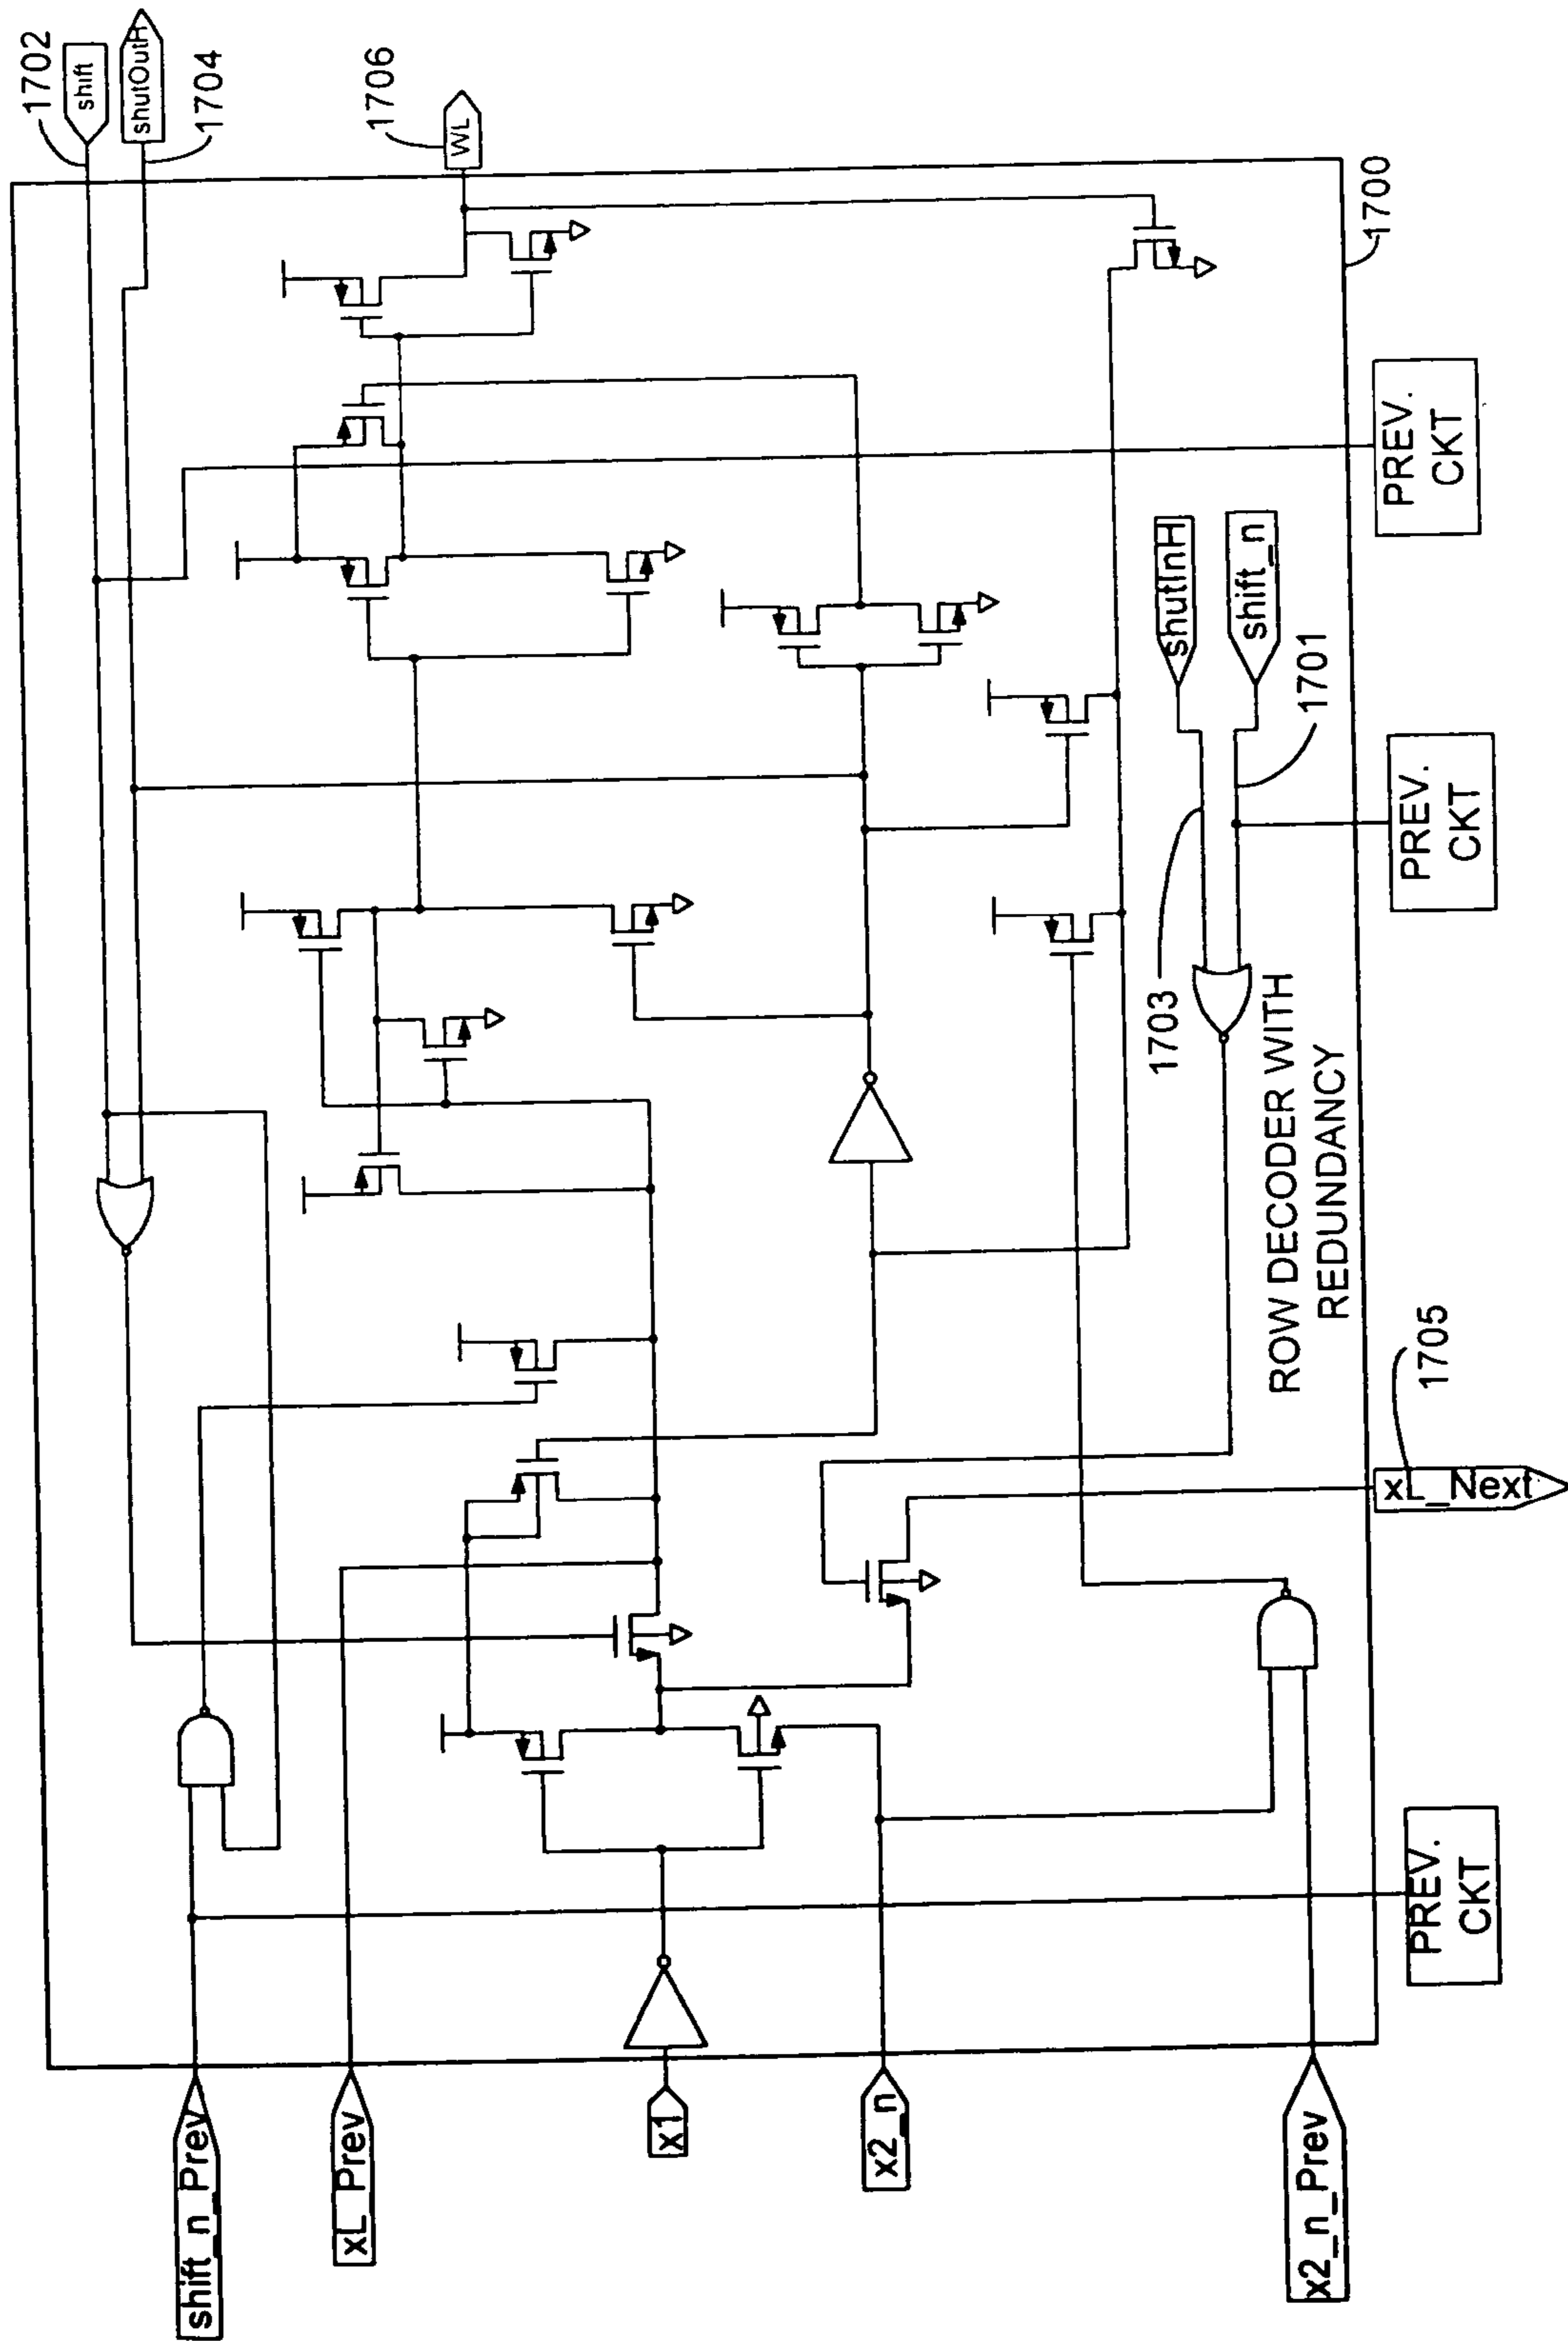 1702
shift
shutOutH
1704
1706
WL
1700
PREV.
CKT
shutInH
shift_n
1701
PREV.
CKT
1703
ROW DECODER WITH
REDUNDANCY
1705
xL_Next
PREV.
CKT
shift_n_Prev
xL_Prev
x1
x2_n
x2_n_Prev